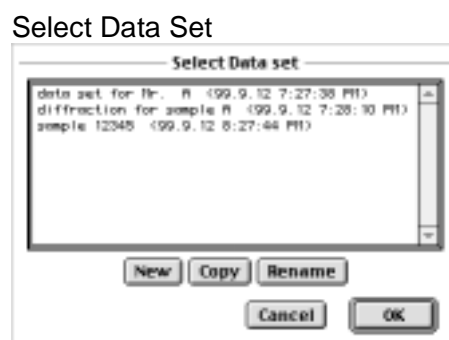 Select Data Set
Select Data set
data set for Mr. A <99.9.12 7:27:38 PM>
diffraction for sample A <99.9.12 7:28:10 PM>
sample 12345 <99.9.12 8:27:44 PM>
New Copy Rename
Cancel OK